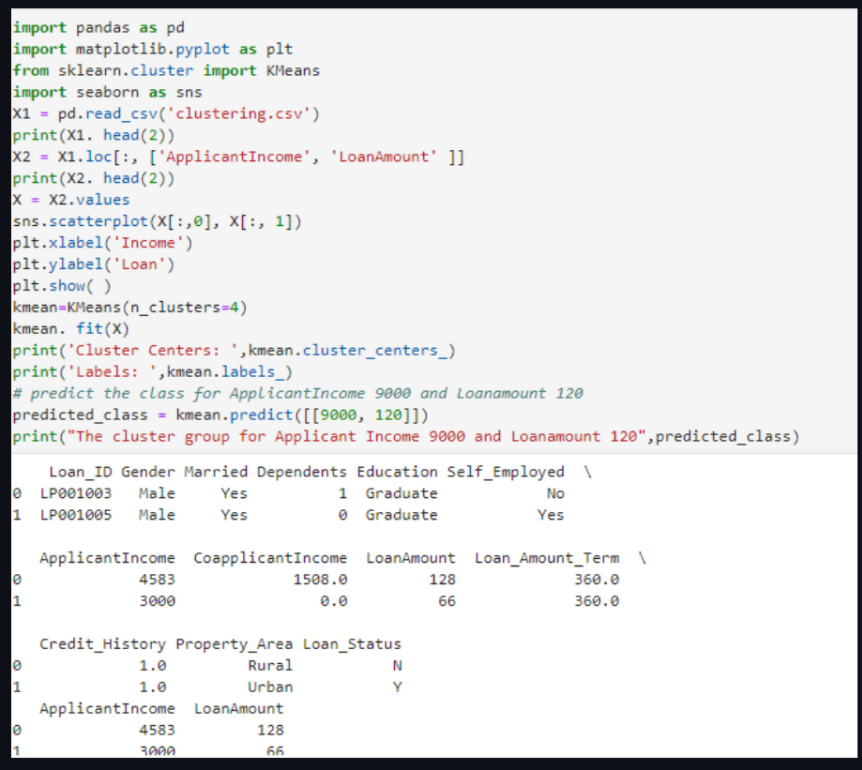 import pandas as pd
import matplotlib.pyplot as plt
from sklearn.cluster import KMeans
import seaborn as sns
X1 = pd.read_csv('clustering.csv')
print(X1. head(2))
X2 = X1.loc[:, ['ApplicantIncome', 'LoanAmount' ]]
print(X2. head(2))
X = X2.values
sns.scatterplot(X[:,0], X[:, 1])
plt.xlabel('Income')
plt.ylabel('Loan')
plt.show( )
kmean=KMeans(n_clusters=4)
kmean. fit(X)
print('Cluster Centers: ',kmean.cluster_centers_)
print('Labels: ',kmean.labels_)
# predict the class for ApplicantIncome 9000 and Loanamount 120
predicted_class = kmean.predict([[9000, 120]])
print("The cluster group for Applicant Income 9000 and Loanamount 120",predicted_class)
Loan_ID Gender Married Dependents Education Self_Employed \
0 LP001003 Male Yes 1 Graduate No
1 LP001005 Male Yes 0 Graduate Yes
ApplicantIncome CoapplicantIncome LoanAmount Loan_Amount_Term \
0 4583 1508.0 128 360.0
1 3000 0.0 66 360.0
Credit_History Property_Area Loan_Status
0 1.0 Rural N
1 1.0 Urban Y
ApplicantIncome LoanAmount
0 4583 128
1 3000 66